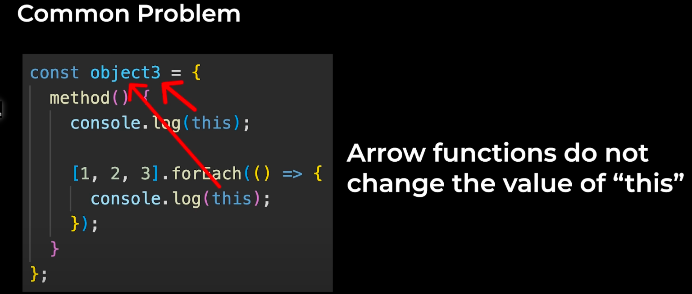 Common Problem
const object3 = {
method() {
console.log(this);
[1, 2, 3].forEach(() => {
console.log(this);
});
}
};
Arrow functions do not
change the value of “this”